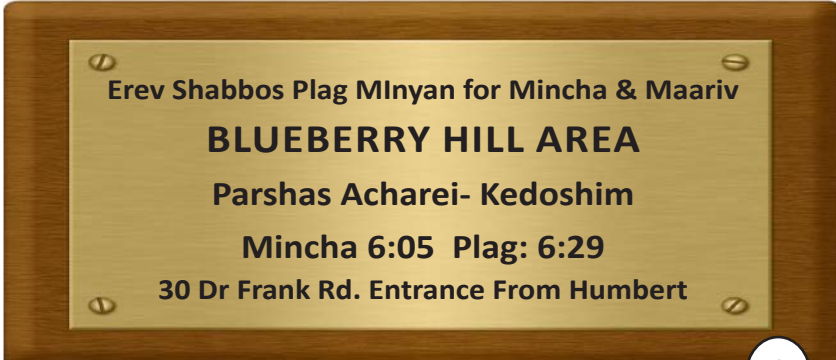 Erev Shabbos Plag MInyan for Mincha & Maariv
BLUEBERRY HILL AREA
Parshas Acharei- Kedoshim
Mincha 6:05 Plag: 6:29
30 Dr Frank Rd. Entrance From Humbert